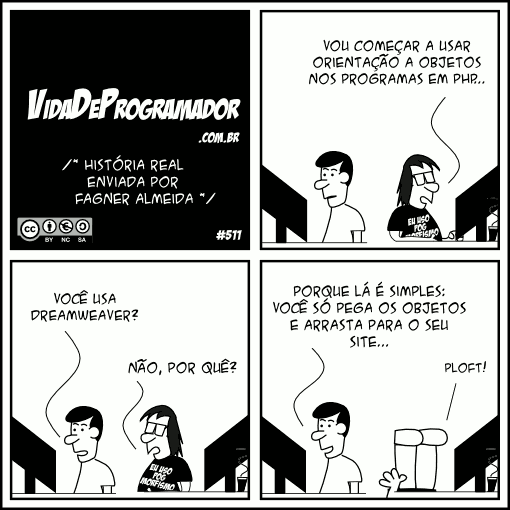 VIDADEPROGRAMADOR
.COM.BR
/* HISTÓRIA REAL
ENVIADA POR
FAGNER ALMEIDA */
cc
BY NC SA
#511
VOU COMEÇAR A USAR
ORIENTAÇÃO A OBJETOS
NOS PROGRAMAS EM PHP...
EU USO
POG
MORFISMO
VOCÊ USA
DREAMWEAVER?
NÃO, POR QUÊ?
EU USO
POG
MORFISMO
PORQUE LÁ É SIMPLES:
VOCÊ SÓ PEGA OS OBJETOS
E ARRASTA PARA O SEU
SITE...
PLOFT!